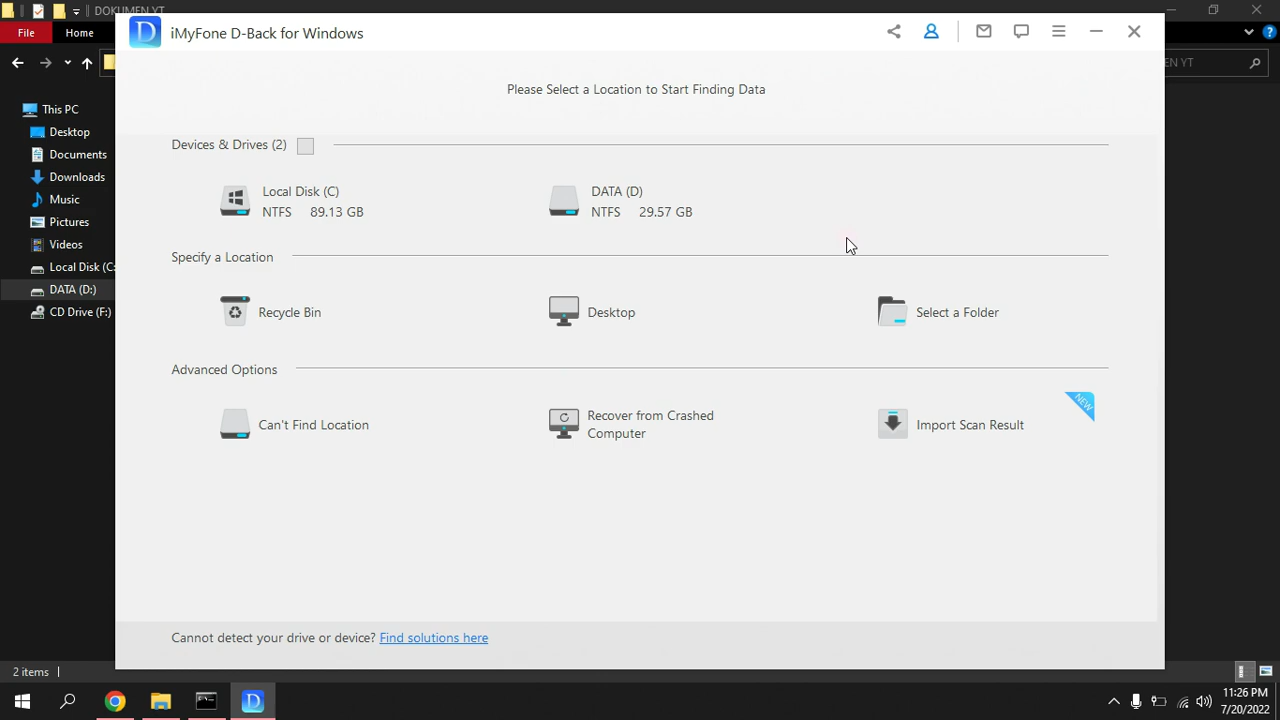 DOKUMEN YT
File
Home
This PC
Desktop
Documents
Downloads
Music
Pictures
Videos
Local Disk (C:
DATA (D:)
CD Drive (F:)
EN YT
iMyFone D-Back for Windows
Please Select a Location to Start Finding Data
Devices & Drives (2)
Local Disk (C)
NTFS 89.13 GB
DATA (D)
NTFS 29.57 GB
Specify a Location
Recycle Bin
Desktop
Select a Folder
Advanced Options
Can't Find Location
Recover from Crashed
Computer
Import Scan Result
NEW
Cannot detect your drive or device? Find solutions here
2 items
11:26 PM
7/20/2022